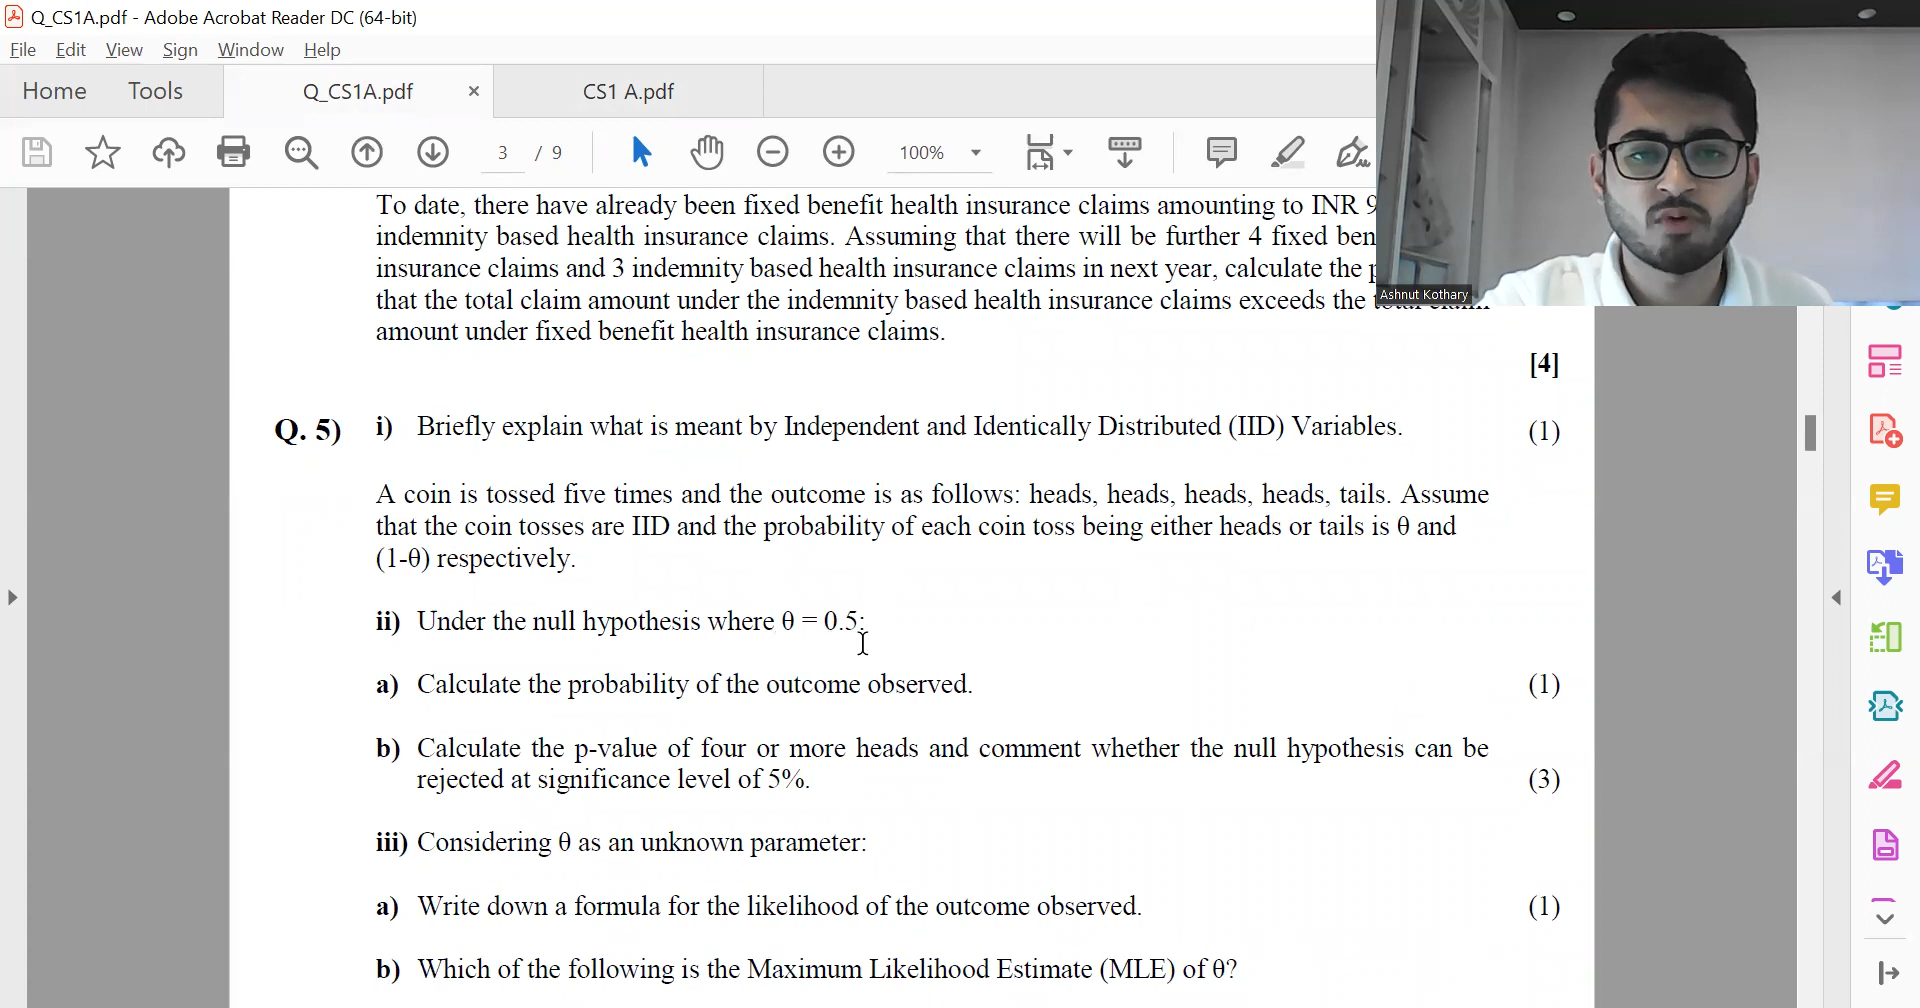 Q_CS1A.pdf - Adobe Acrobat Reader DC (64-bit)
File Edit View Sign Window Help
Home Tools Q_CS1A.pdf × CS1 A.pdf
3 / 9 100%
To date, there have already been fixed benefit health insurance claims amounting to INR 9
indemnity based health insurance claims. Assuming that there will be further 4 fixed ben
insurance claims and 3 indemnity based health insurance claims in next year, calculate the p
that the total claim amount under the indemnity based health insurance claims exceeds the total claim
amount under fixed benefit health insurance claims.
[4]
Ashnut Kothary
Q. 5) i) Briefly explain what is meant by Independent and Identically Distributed (IID) Variables. (1)
A coin is tossed five times and the outcome is as follows: heads, heads, heads, heads, tails. Assume
that the coin tosses are IID and the probability of each coin toss being either heads or tails is θ and
(1-θ) respectively.
ii) Under the null hypothesis where θ = 0.5:
a) Calculate the probability of the outcome observed. (1)
b) Calculate the p-value of four or more heads and comment whether the null hypothesis can be
rejected at significance level of 5%. (3)
iii) Considering θ as an unknown parameter:
a) Write down a formula for the likelihood of the outcome observed. (1)
b) Which of the following is the Maximum Likelihood Estimate (MLE) of θ?